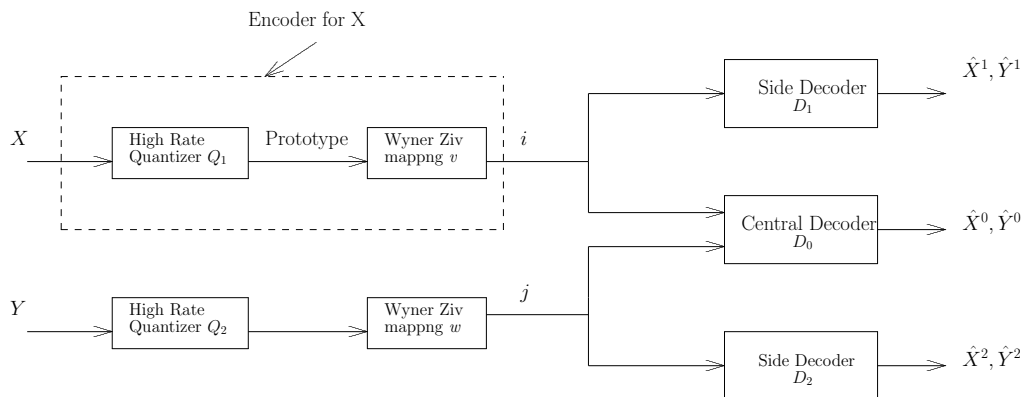 Encoder for X
X
High Rate
Quantizer Q₁
Prototype
Wyner Ziv
mappng v
i
Side Decoder
D₁
X̂¹, Ŷ¹
Central Decoder
D₀
X̂⁰, Ŷ⁰
Y
High Rate
Quantizer Q₂
Wyner Ziv
mappng w
j
Side Decoder
D₂
X̂², Ŷ²